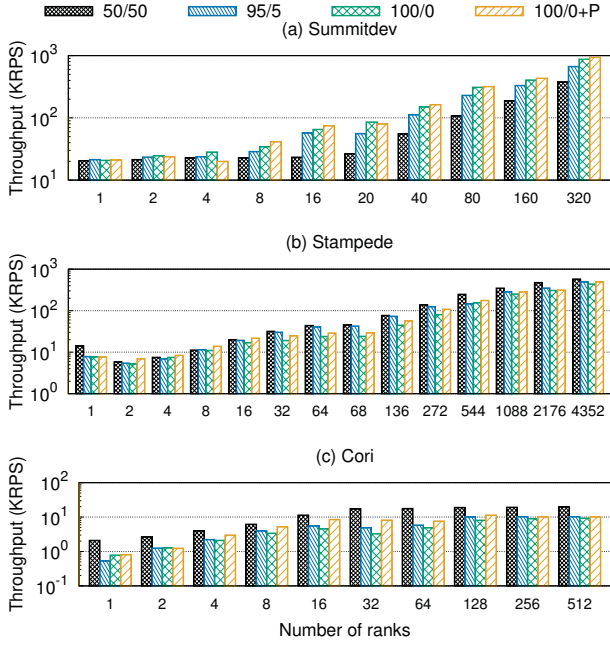 50/50 95/5 100/0 100/0+P
(a) Summitdev
Throughput (KRPS)
10^3
10^2
10^1
1 2 4 8 16 20 40 80 160 320
(b) Stampede
Throughput (KRPS)
10^3
10^2
10^1
10^0
1 2 4 8 16 32 64 68 136 272 544 1088 2176 4352
(c) Cori
Throughput (KRPS)
10^2
10^1
10^0
10^-1
1 2 4 8 16 32 64 128 256 512
Number of ranks